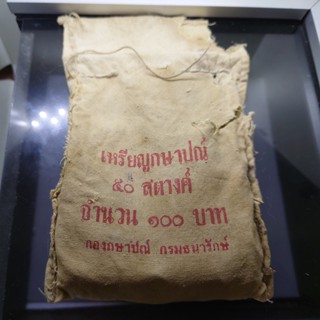 เหรียญกษาปณ์
๕๐ สตางค์
จำนวน ๑๐๐ บาท
กองกษาปณ์ กรมธนารักษ์